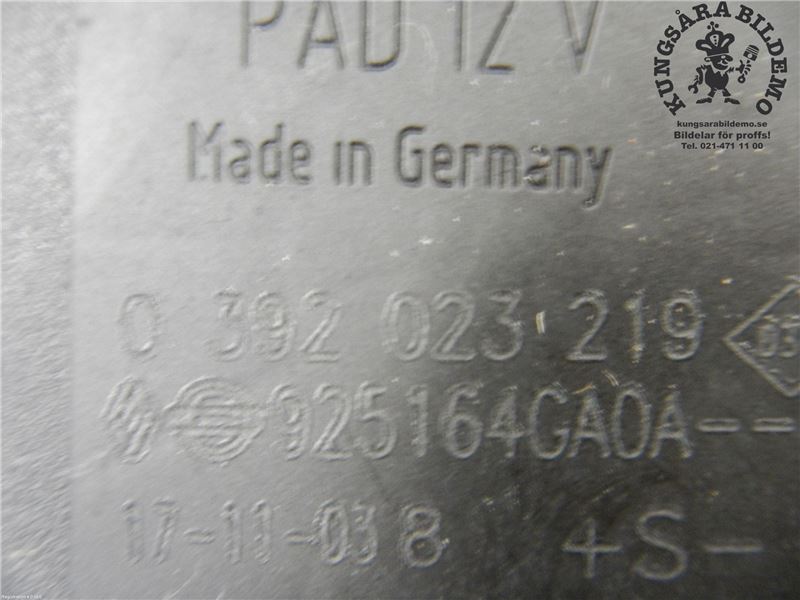 PAD 12 V
KUNGSÅRA BILDEMO
kungsarabildemo.se
Bildelar för proffs!
Tel. 021-471 11 00
Made in Germany
0 392 023 219
925164GA0A--
17-11-03 8 +S-